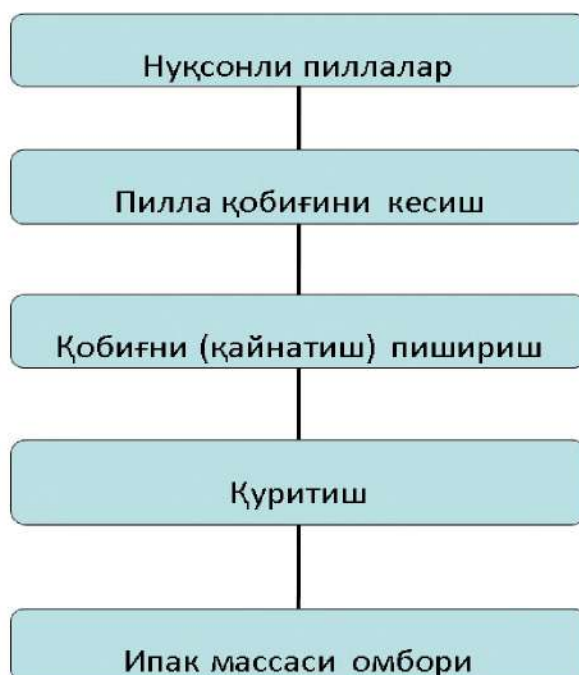 Нуқсонли пиллалар
Пилла қобиғини кесиш
Қобиғни (қайнатиш) пишириш
Қуритиш
Ипак массаси омбори